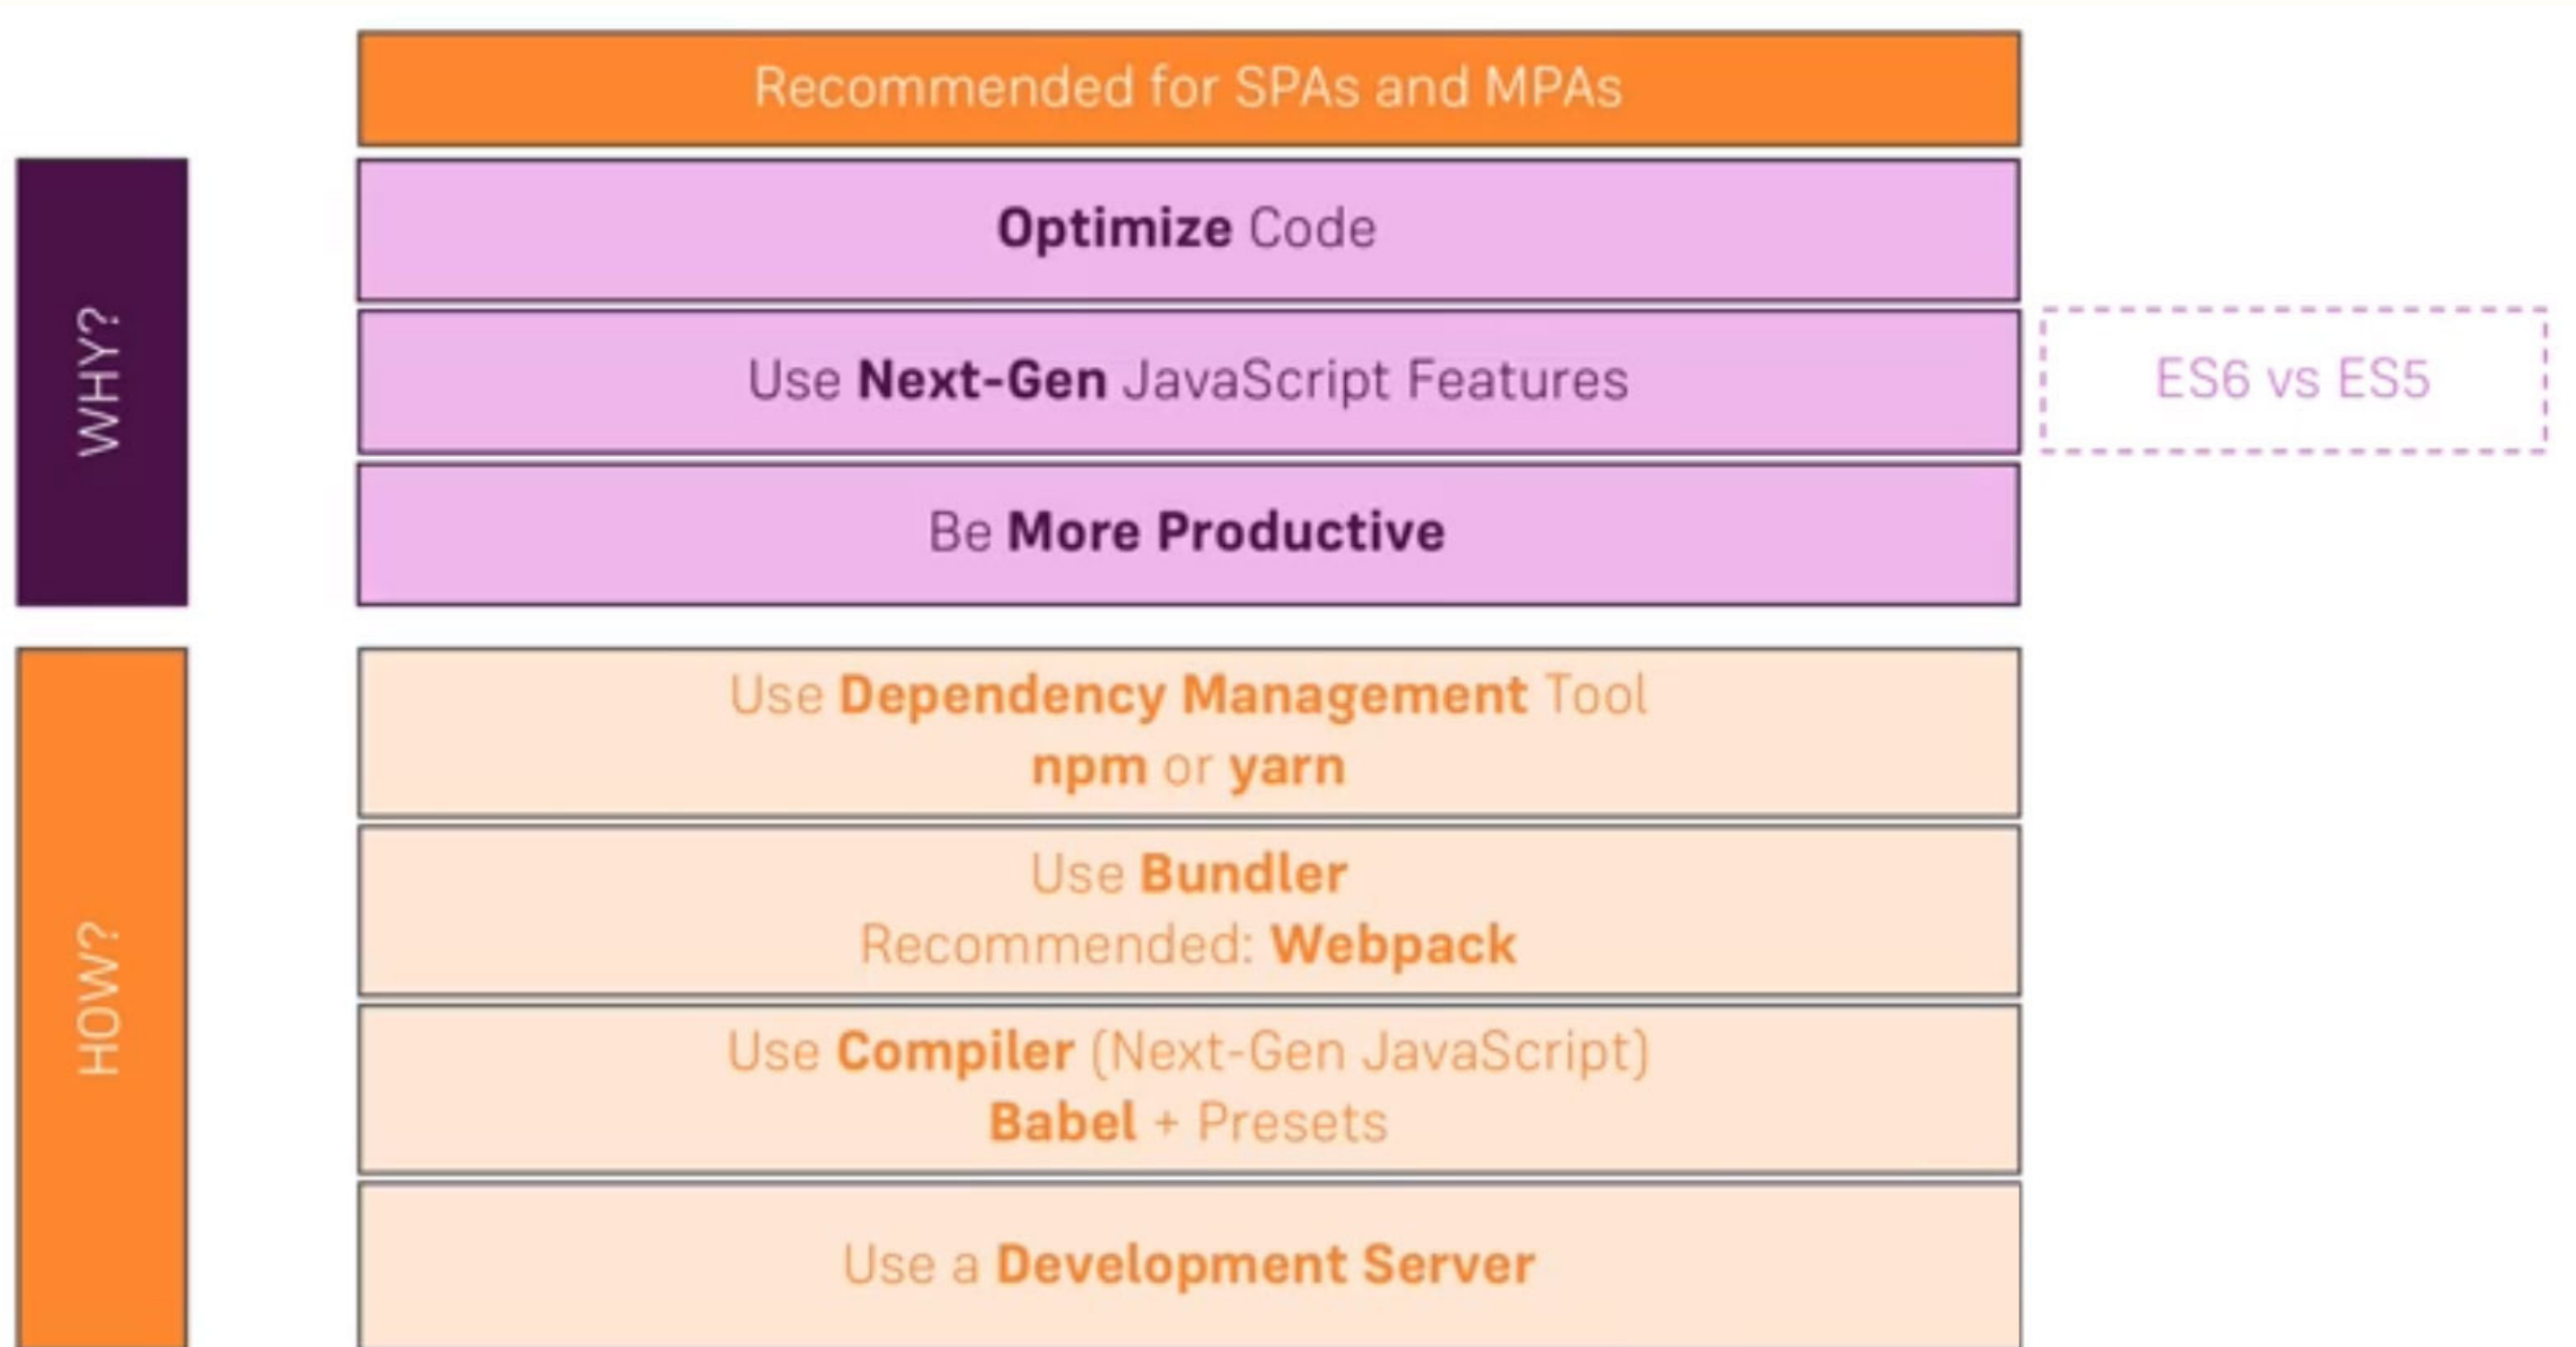 Recommended for SPAs and MPAs
WHY?
Optimize Code
Use Next-Gen JavaScript Features
ES6 vs ES5
Be More Productive
HOW?
Use Dependency Management Tool
npm or yarn
Use Bundler
Recommended: Webpack
Use Compiler (Next-Gen JavaScript)
Babel + Presets
Use a Development Server